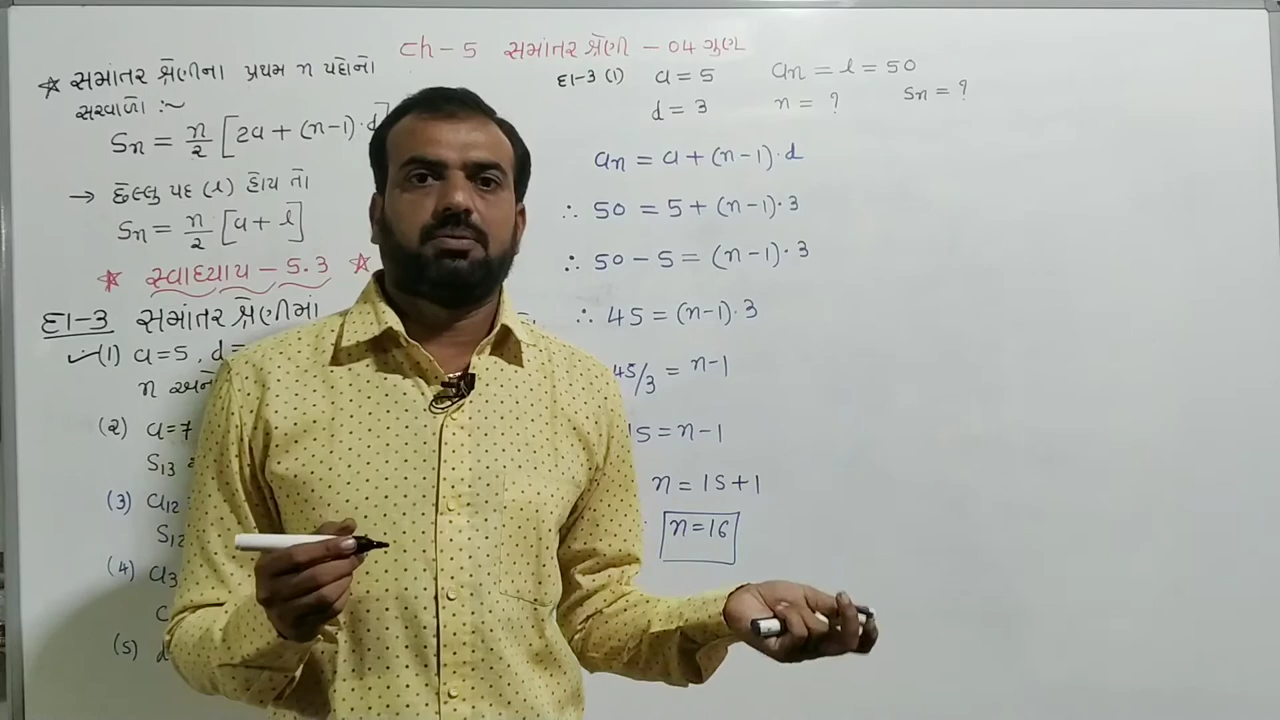 Ch - 5 સમાંતર શ્રેણી - 04 ગુણ
☆ સમાંતર શ્રેણીના પ્રથમ n પદોનો
સરવાળો :~
Sn = n/2 [2a + (n-1)·d]
→ છેલ્લુ પદ (l) હોય તો
Sn = n/2 [a + l]
☆ સ્વાધ્યાય - 5.3 ☆
દા-3 સમાંતર શ્રેણીમાં
(1) a=5, d=
n અને
(2) a=7
S13 =
(3) a12 =
S12
(4) a3
(5) d
દા-3 (1) a = 5 an = l = 50
d = 3 n = ? Sn = ?
an = a + (n-1)·d
∴ 50 = 5 + (n-1)·3
∴ 50 - 5 = (n-1)·3
∴ 45 = (n-1)·3
45/3 = n-1
15 = n-1
n = 15+1
n=16